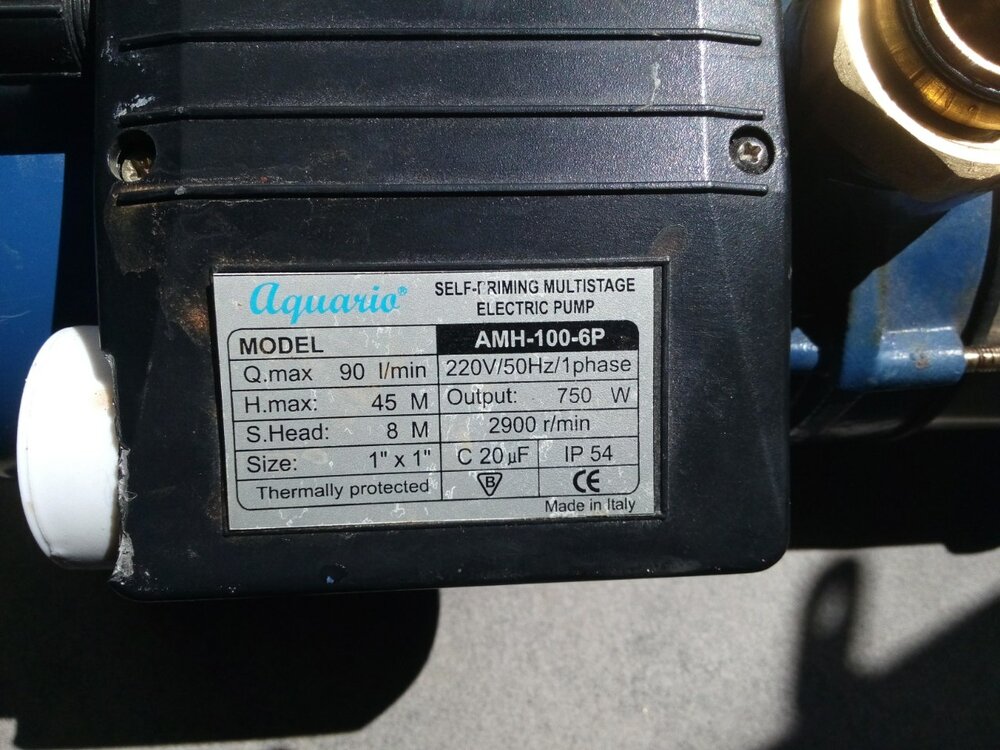 Aquario®
SELF-PRIMING MULTISTAGE
ELECTRIC PUMP
MODEL AMH-100-6P
Q.max 90 l/min 220V/50Hz/1phase
H.max: 45 M Output: 750 W
S.Head: 8 M 2900 r/min
Size: 1" x 1" C 20 µF IP 54
Thermally protected B CE
Made in Italy